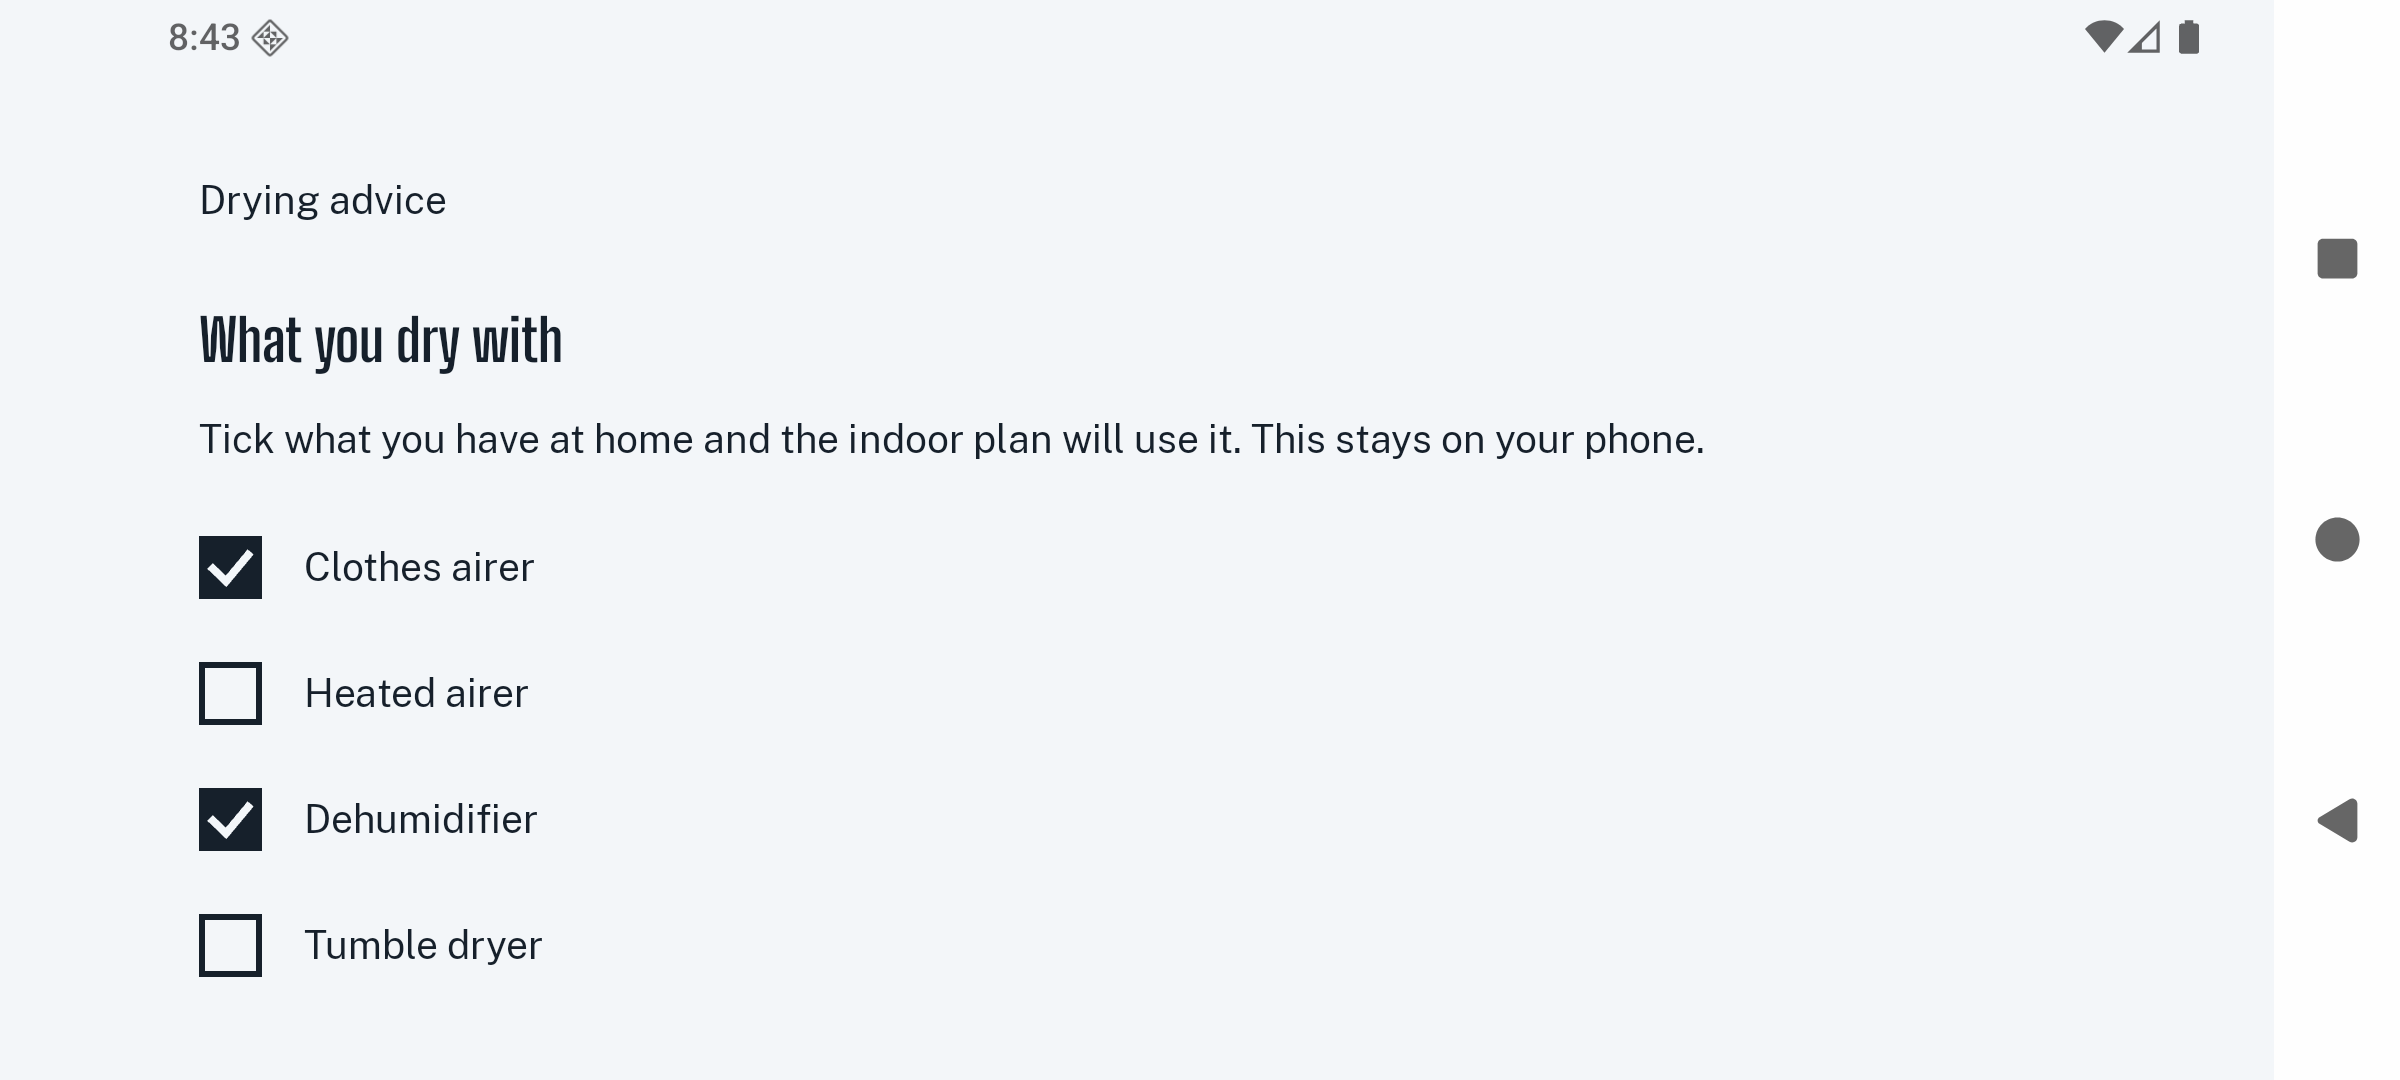 8:43
Drying advice
What you dry with
Tick what you have at home and the indoor plan will use it. This stays on your phone.
Clothes airer
Heated airer
Dehumidifier
Tumble dryer